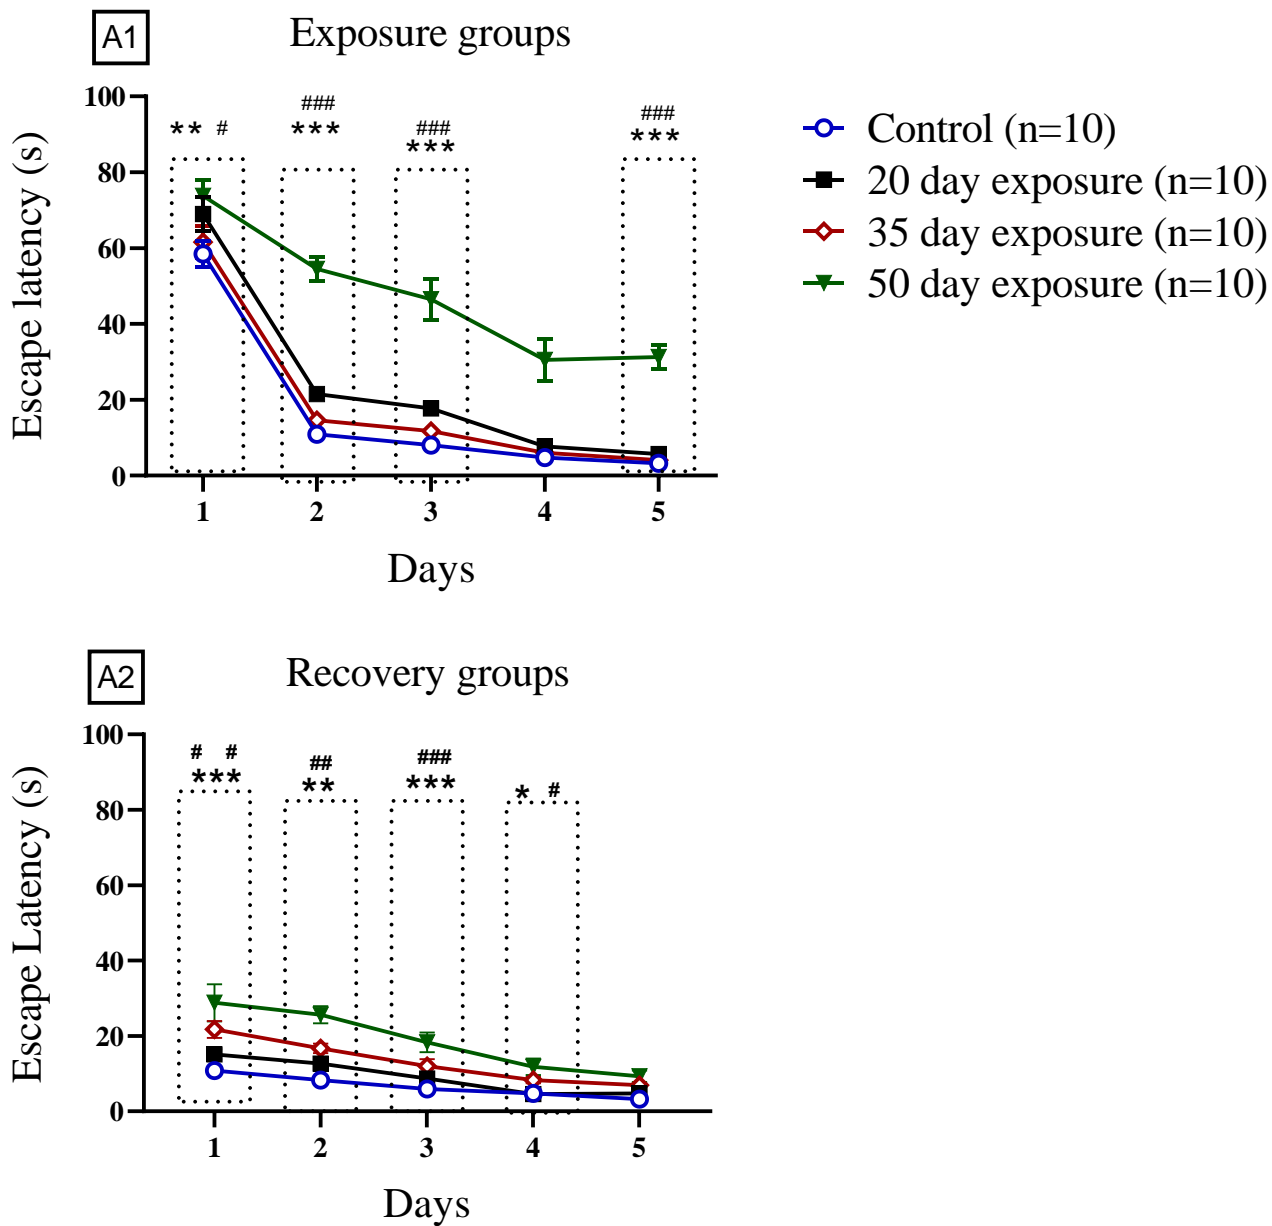 A1
Exposure groups
100
80
60
40
20
0
Escape latency (s)
** #
###
***
###
***
###
***
1 2 3 4 5
Days
Control (n=10)
20 day exposure (n=10)
35 day exposure (n=10)
50 day exposure (n=10)
A2
Recovery groups
100
80
60
40
20
0
Escape Latency (s)
# #
***
##
**
###
***
* #
1 2 3 4 5
Days